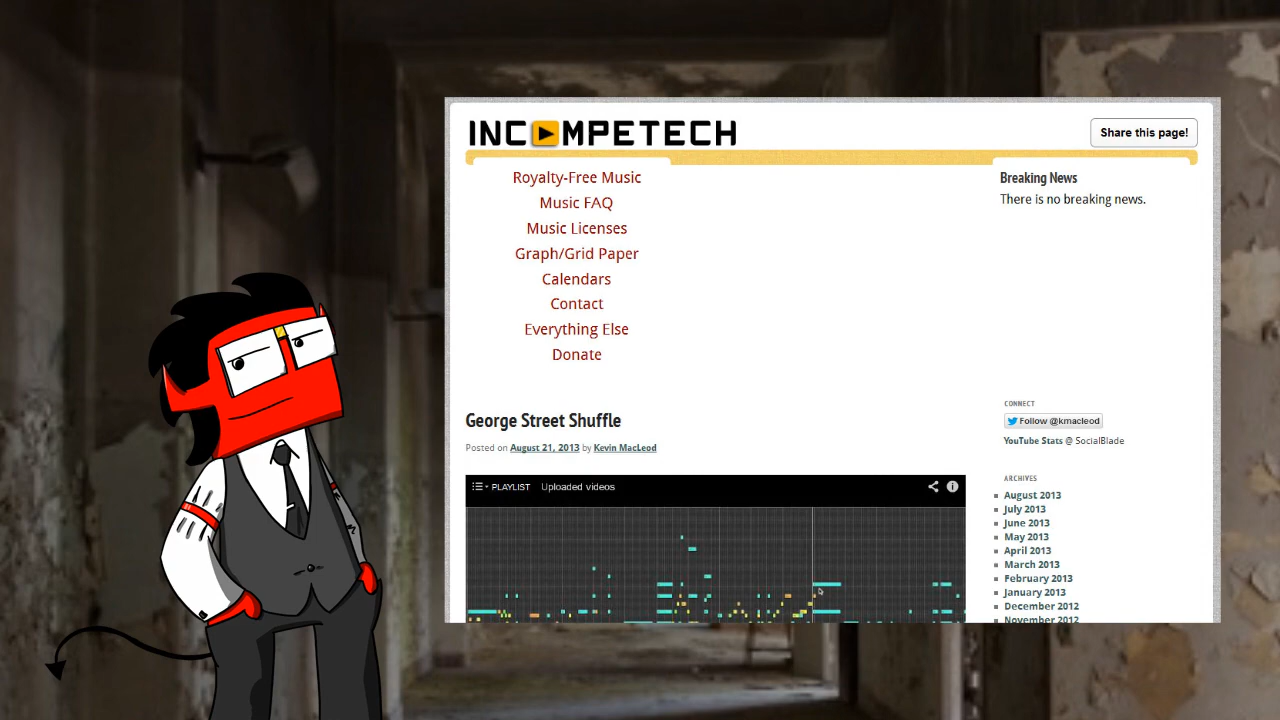 INCOMPETECH
Share this page!
Royalty-Free Music
Music FAQ
Music Licenses
Graph/Grid Paper
Calendars
Contact
Everything Else
Donate
Breaking News
There is no breaking news.
George Street Shuffle
Posted on August 21, 2013 by Kevin MacLeod
PLAYLIST Uploaded videos
CONNECT
Follow @kmacleod
YouTube Stats @ SocialBlade
ARCHIVES
August 2013
July 2013
June 2013
May 2013
April 2013
March 2013
February 2013
January 2013
December 2012
November 2012